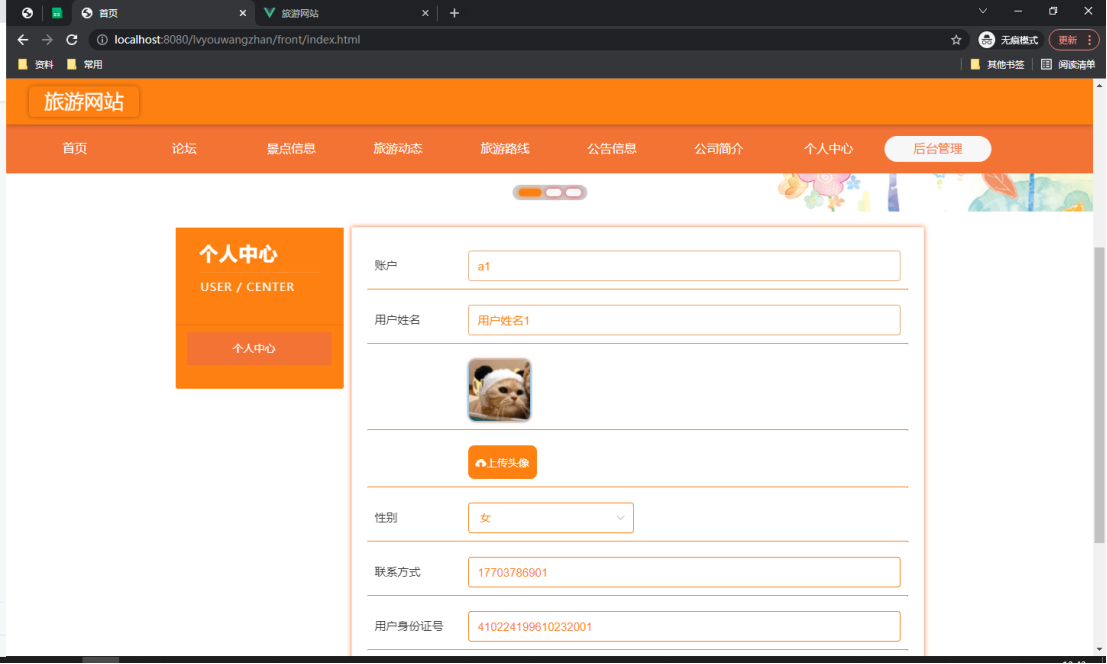 首页
旅游网站
localhost:8080/lvyouwangzhan/front/index.html
无痕模式
更新
资料
常用
其他书签
阅读清单
旅游网站
首页
论坛
景点信息
旅游动态
旅游路线
公告信息
公司简介
个人中心
后台管理
个人中心
USER / CENTER
个人中心
账户
a1
用户姓名
用户姓名1
上传头像
性别
女
联系方式
17703786901
用户身份证号
410224199610232001